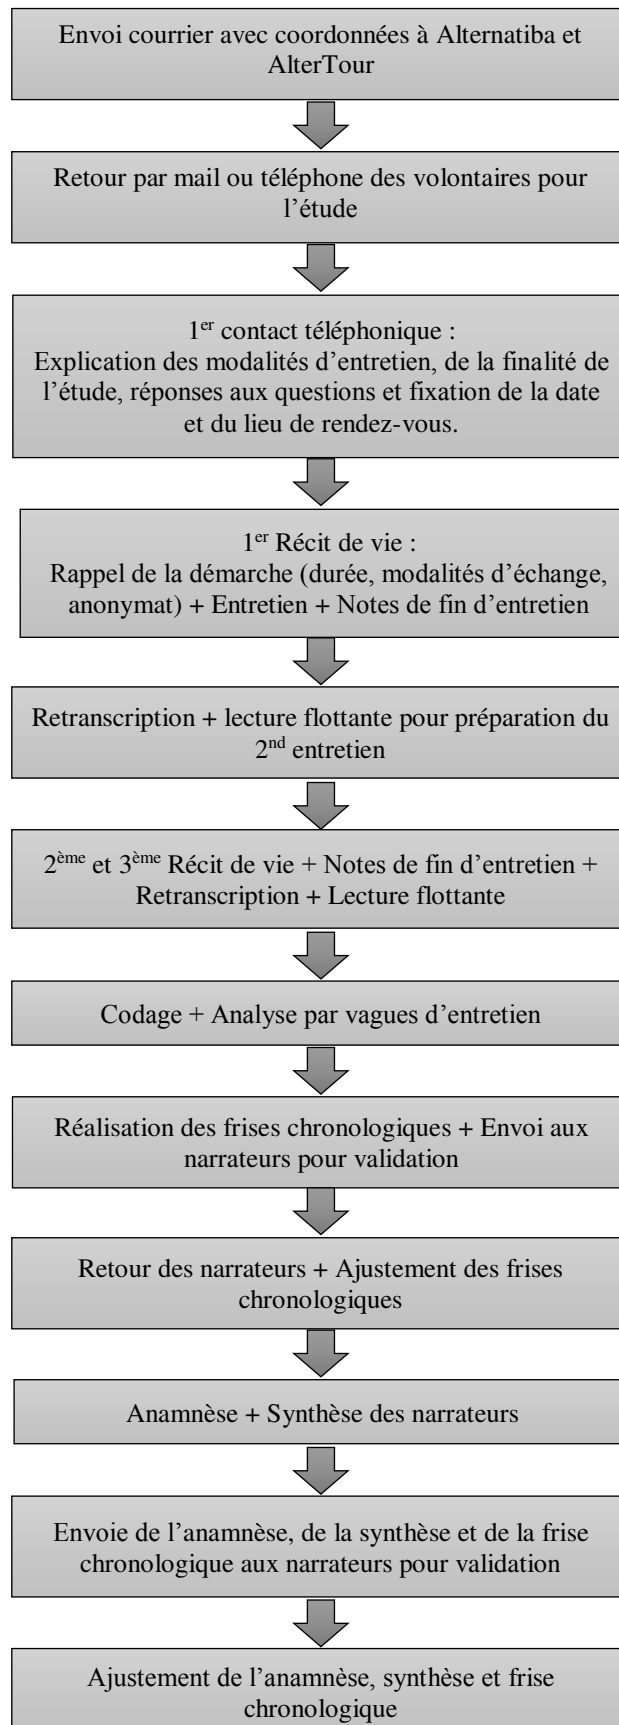 Envoi courrier avec coordonnées à Alternatiba et
AlterTour
Retour par mail ou téléphone des volontaires pour
l’étude
1er contact téléphonique :
Explication des modalités d’entretien, de la finalité de
l’étude, réponses aux questions et fixation de la date
et du lieu de rendez-vous.
1er Récit de vie :
Rappel de la démarche (durée, modalités d’échange,
anonymat) + Entretien + Notes de fin d’entretien
Retranscription + lecture flottante pour préparation du
2nd entretien
2ème et 3ème Récit de vie + Notes de fin d’entretien +
Retranscription + Lecture flottante
Codage + Analyse par vagues d’entretien
Réalisation des frises chronologiques + Envoi aux
narrateurs pour validation
Retour des narrateurs + Ajustement des frises
chronologiques
Anamnèse + Synthèse des narrateurs
Envoie de l’anamnèse, de la synthèse et de la frise
chronologique aux narrateurs pour validation
Ajustement de l’anamnèse, synthèse et frise
chronologique